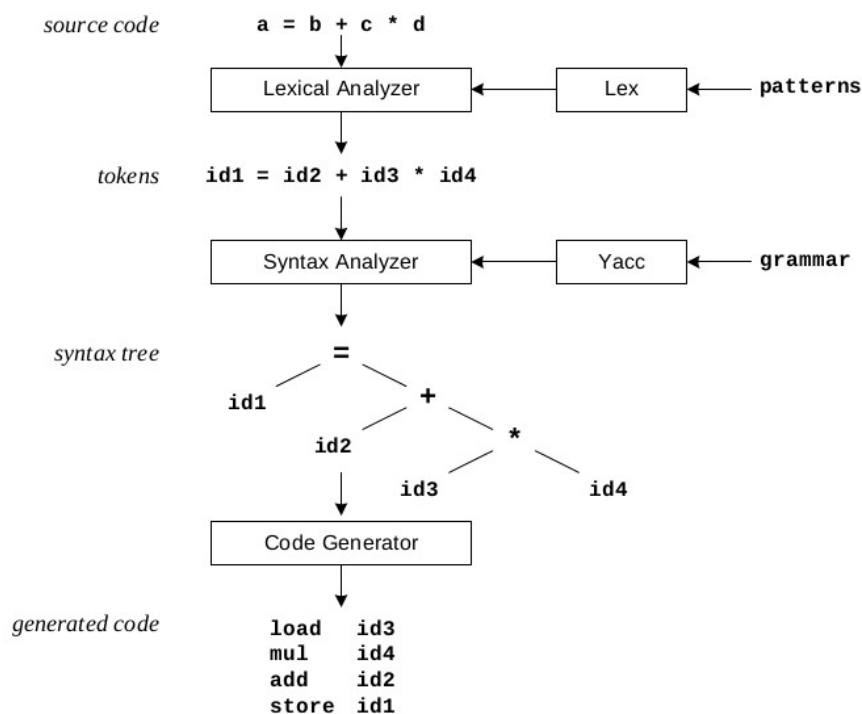 source code a = b + c * d
Lexical Analyzer Lex patterns
tokens id1 = id2 + id3 * id4
Syntax Analyzer Yacc grammar
syntax tree =
id1 +
id2 *
id3 id4
Code Generator
generated code
load id3
mul id4
add id2
store id1